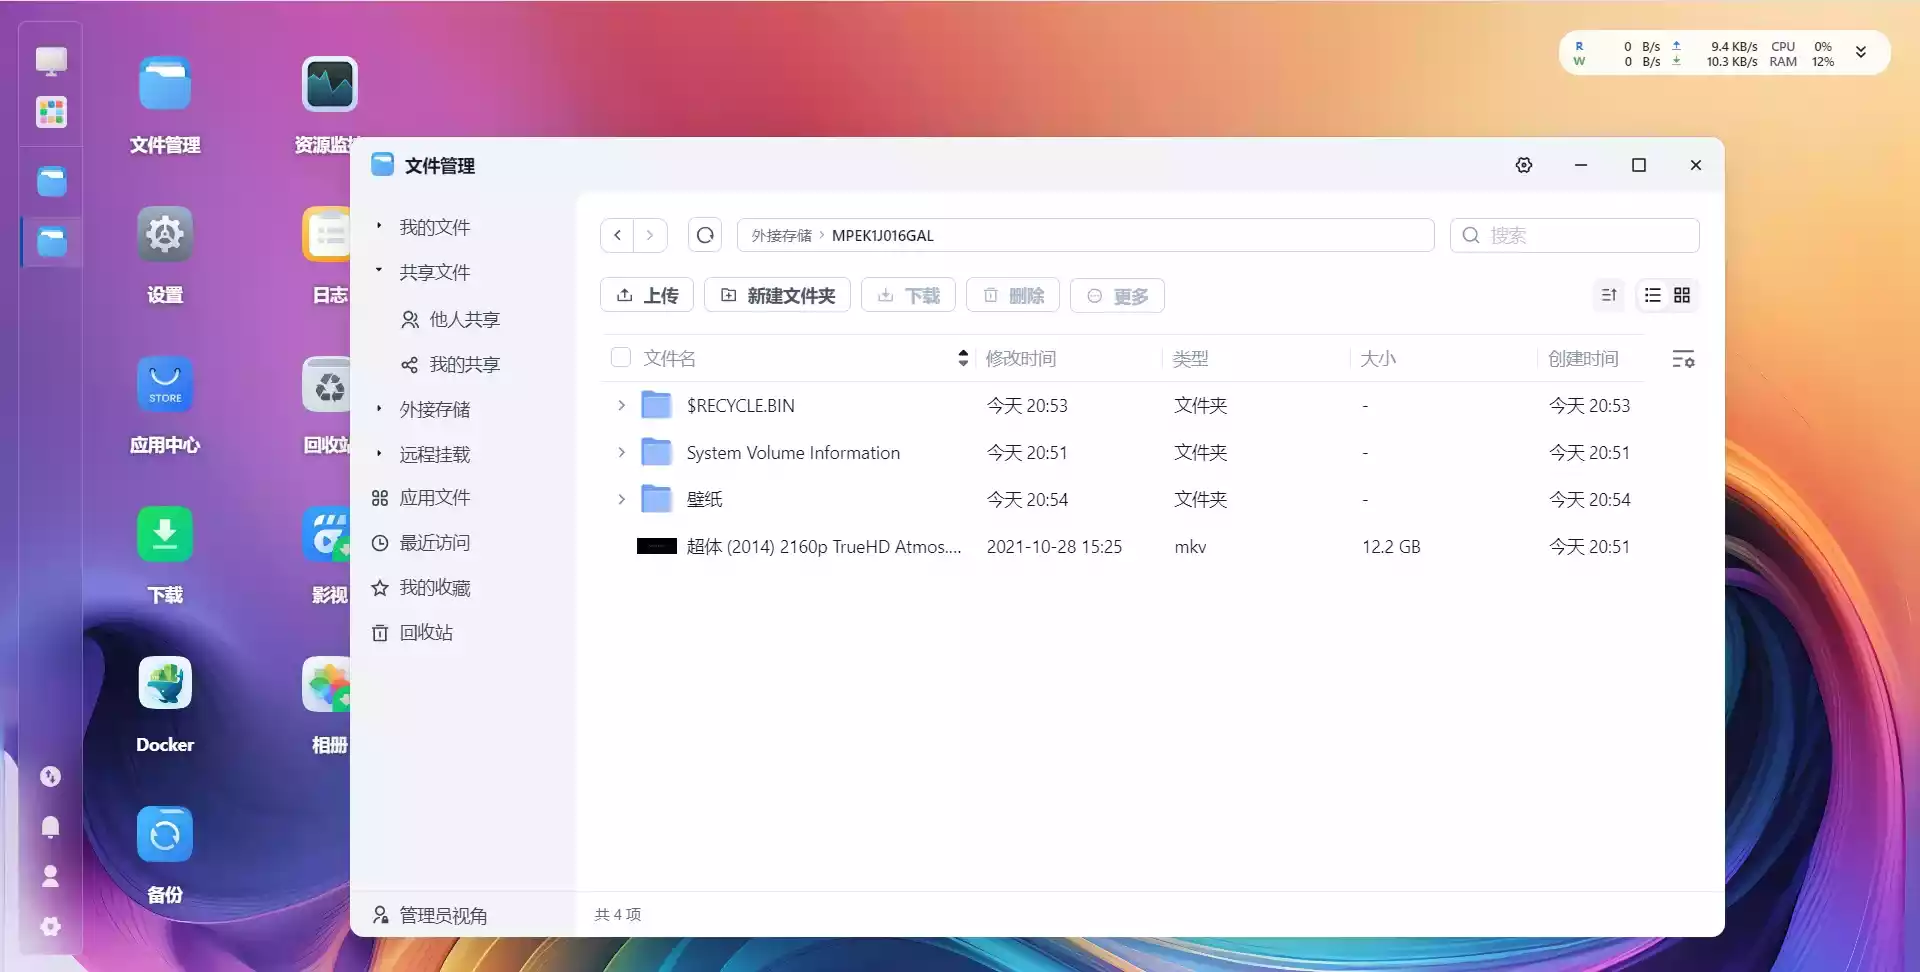 R 0 B/s 9.4 KB/s CPU 0%
W 0 B/s 10.3 KB/s RAM 12%
文件管理
资源监
设置
日志
STORE
应用中心
回收站
下载
影视
Docker
相册
备份
文件管理
我的文件
共享文件
他人共享
我的共享
外接存储
远程挂载
应用文件
最近访问
我的收藏
回收站
管理员视角
外接存储 › MPEK1J016GAL
搜索
上传 新建文件夹 下载 删除 更多
文件名 修改时间 类型 大小 创建时间
$RECYCLE.BIN 今天 20:53 文件夹 - 今天 20:53
System Volume Information 今天 20:51 文件夹 - 今天 20:51
壁纸 今天 20:54 文件夹 - 今天 20:54
超体 (2014) 2160p TrueHD Atmos.... 2021-10-28 15:25 mkv 12.2 GB 今天 20:51
共 4 项